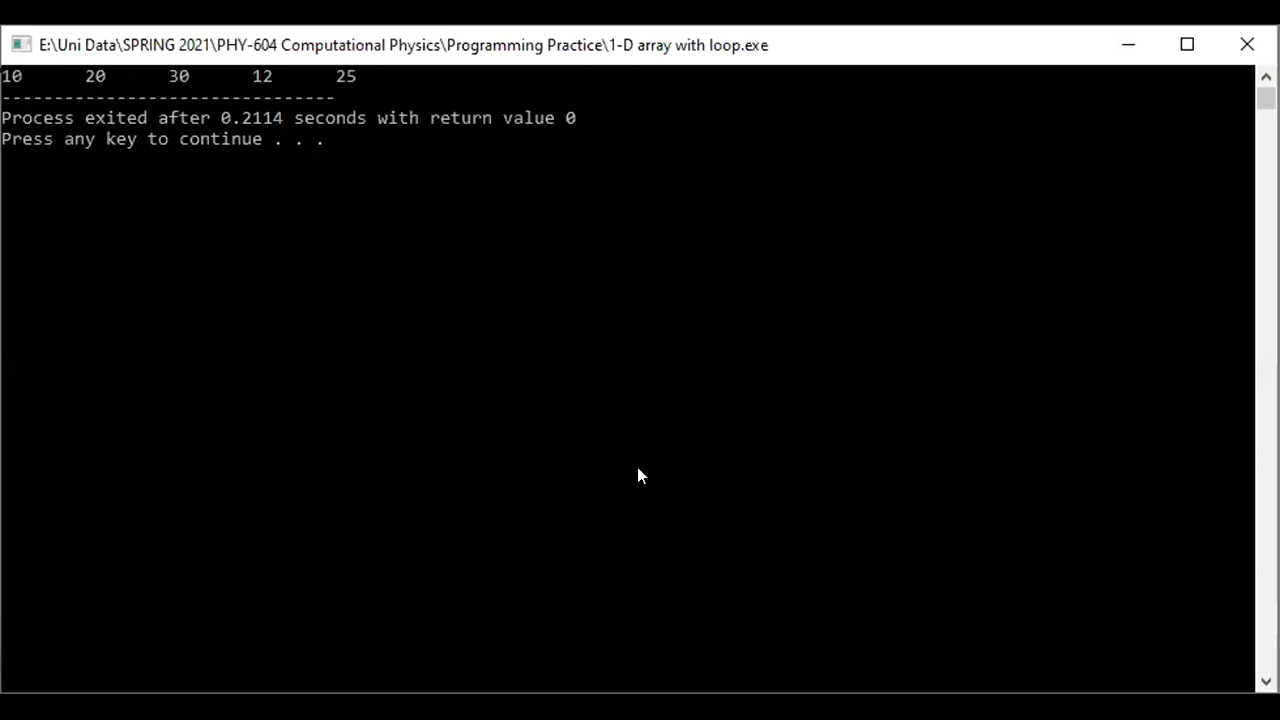 E:\Uni Data\SPRING 2021\PHY-604 Computational Physics\Programming Practice\1-D array with loop.exe
10      20      30      12      25
--------------------------------
Process exited after 0.2114 seconds with return value 0
Press any key to continue . . .